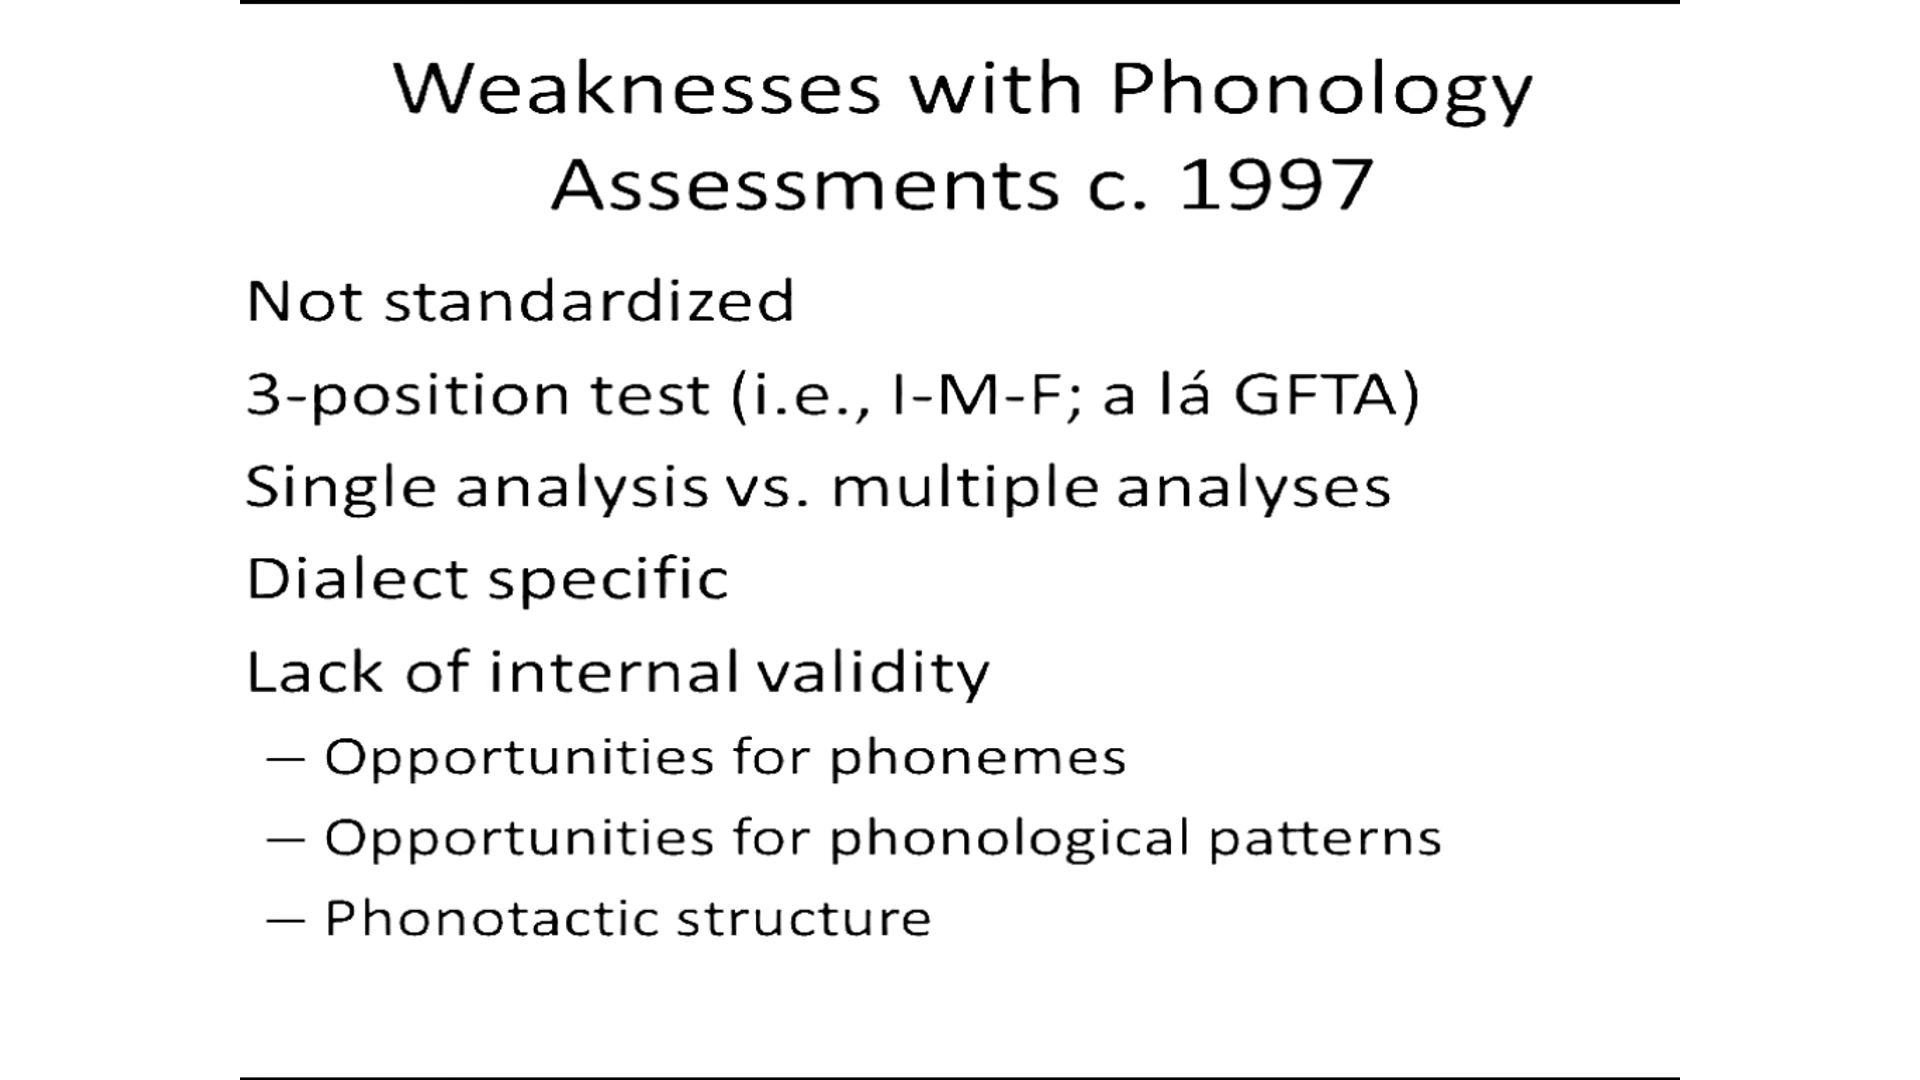 Weaknesses with Phonology
Assessments c. 1997
Not standardized
3-position test (i.e., I-M-F; a lá GFTA)
Single analysis vs. multiple analyses
Dialect specific
Lack of internal validity
– Opportunities for phonemes
– Opportunities for phonological patterns
– Phonotactic structure